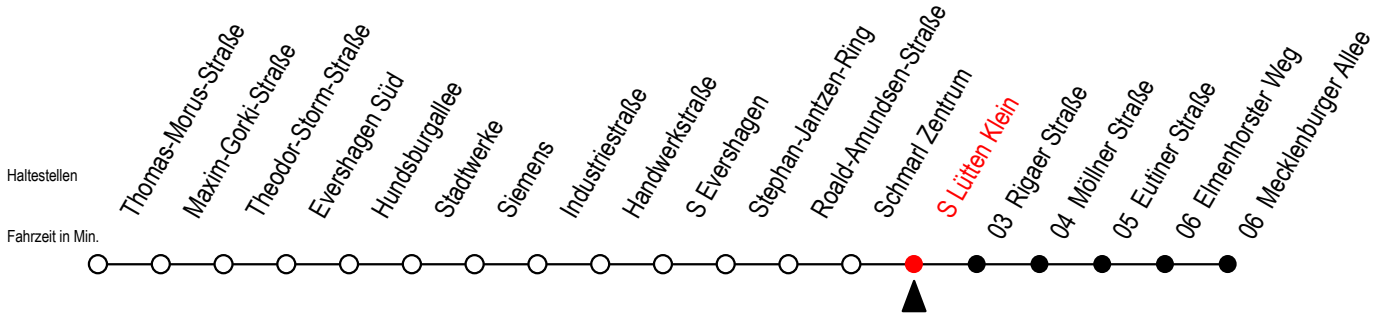 Haltestellen
Thomas-Morus-Straße
Maxim-Gorki-Straße
Theodor-Storm-Straße
Evershagen Süd
Hundsburgallee
Stadtwerke
Siemens
Industriestraße
Handwerkstraße
S Evershagen
Stephan-Jantzen-Ring
Roald-Amundsen-Straße
Schmarl Zentrum
S Lütten Klein
03 Rigaer Straße
04 Möllner Straße
05 Eutiner Straße
06 Elmenhorster Weg
06 Mecklenburger Allee
Fahrzeit in Min.